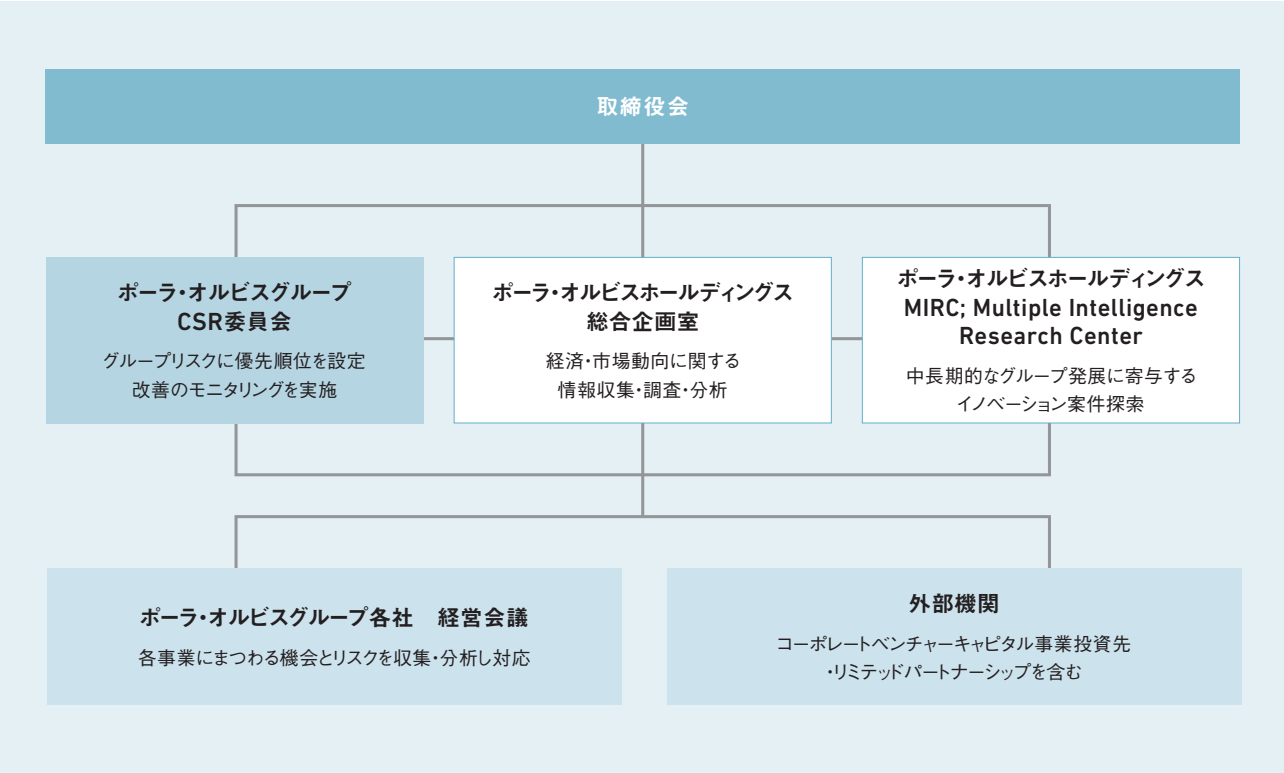 取締役会
ポーラ・オルビスグループ
CSR委員会
グループリスクに優先順位を設定
改善のモニタリングを実施
ポーラ・オルビスホールディングス
総合企画室
経済・市場動向に関する
情報収集・調査・分析
ポーラ・オルビスホールディングス
MIRC; Multiple Intelligence
Research Center
中長期的なグループ発展に寄与する
イノベーション案件探索
ポーラ・オルビスグループ各社　経営会議
各事業にまつわる機会とリスクを収集・分析し対応
外部機関
コーポレートベンチャーキャピタル事業投資先
・リミテッドパートナーシップを含む